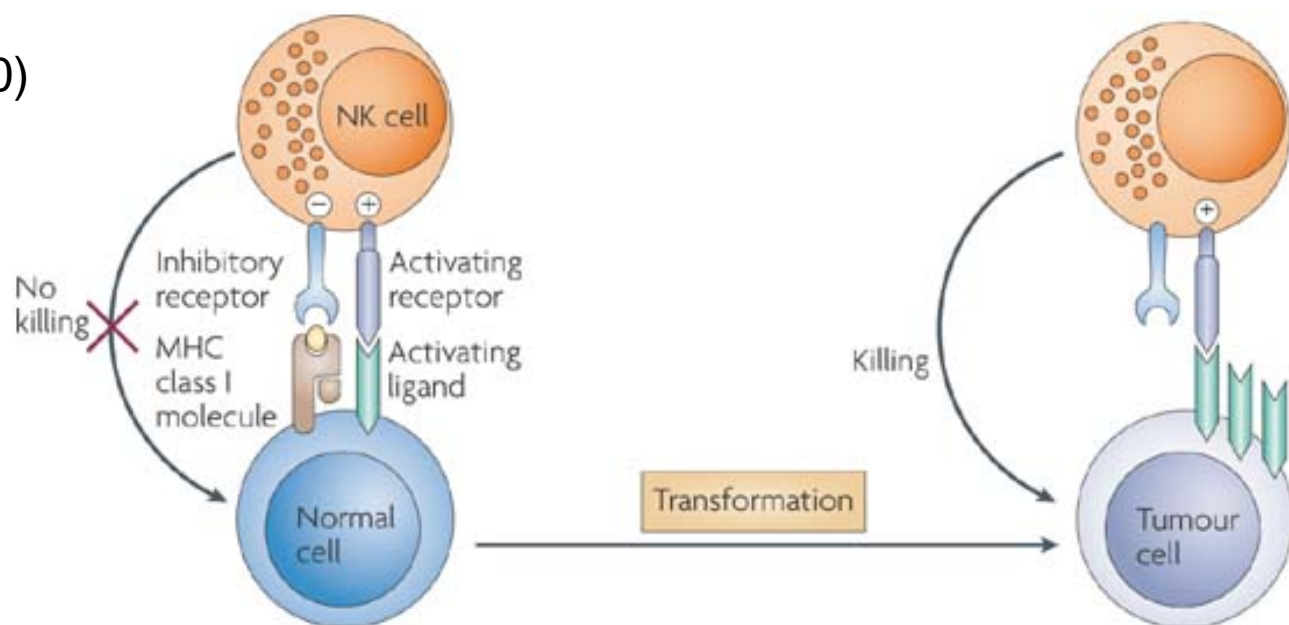 0)
NK cell
−
+
Inhibitory
receptor
Activating
receptor
No
killing
MHC
class I
molecule
Activating
ligand
Normal
cell
Transformation
+
Killing
Tumour
cell